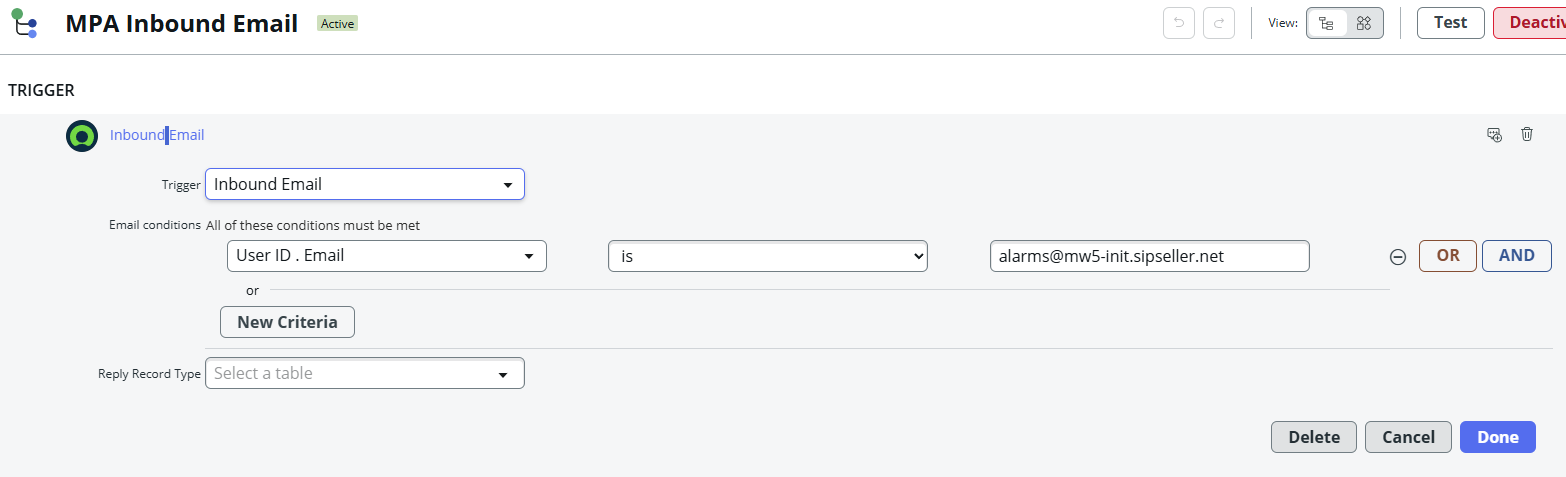 MPA Inbound Email Active View: Test Deactiv
TRIGGER
Inbound Email
Trigger Inbound Email
Email conditions All of these conditions must be met
User ID . Email is alarms@mw5-init.sipseller.net OR AND
or
New Criteria
Reply Record Type Select a table
Delete Cancel Done